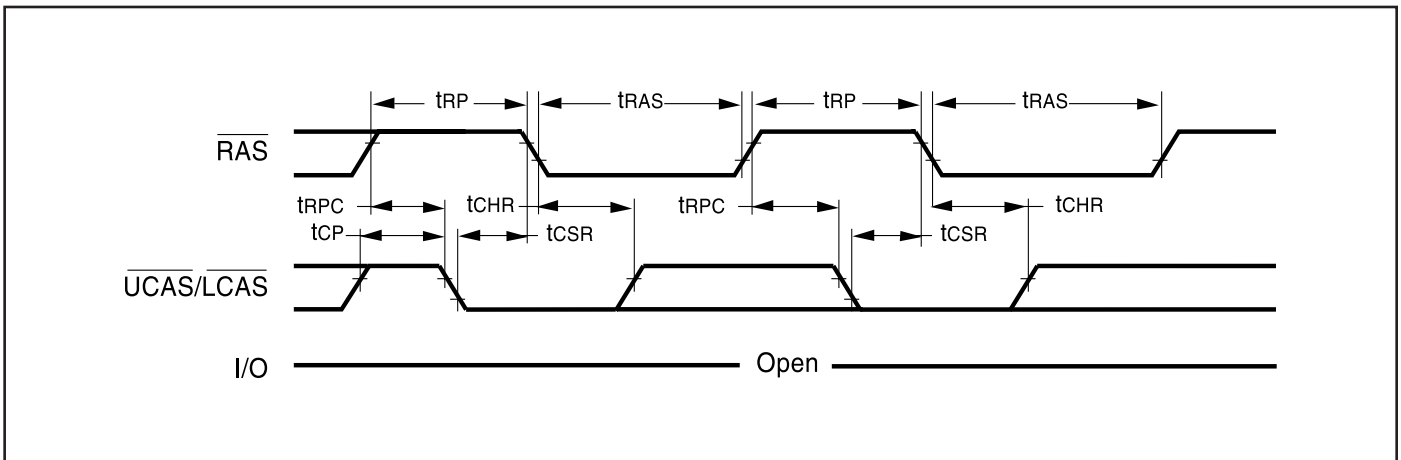 tRP tRAS tRP tRAS
RAS
tRPC tCHR tRPC tCHR
tCP tCSR tCSR
UCAS/LCAS
I/O Open